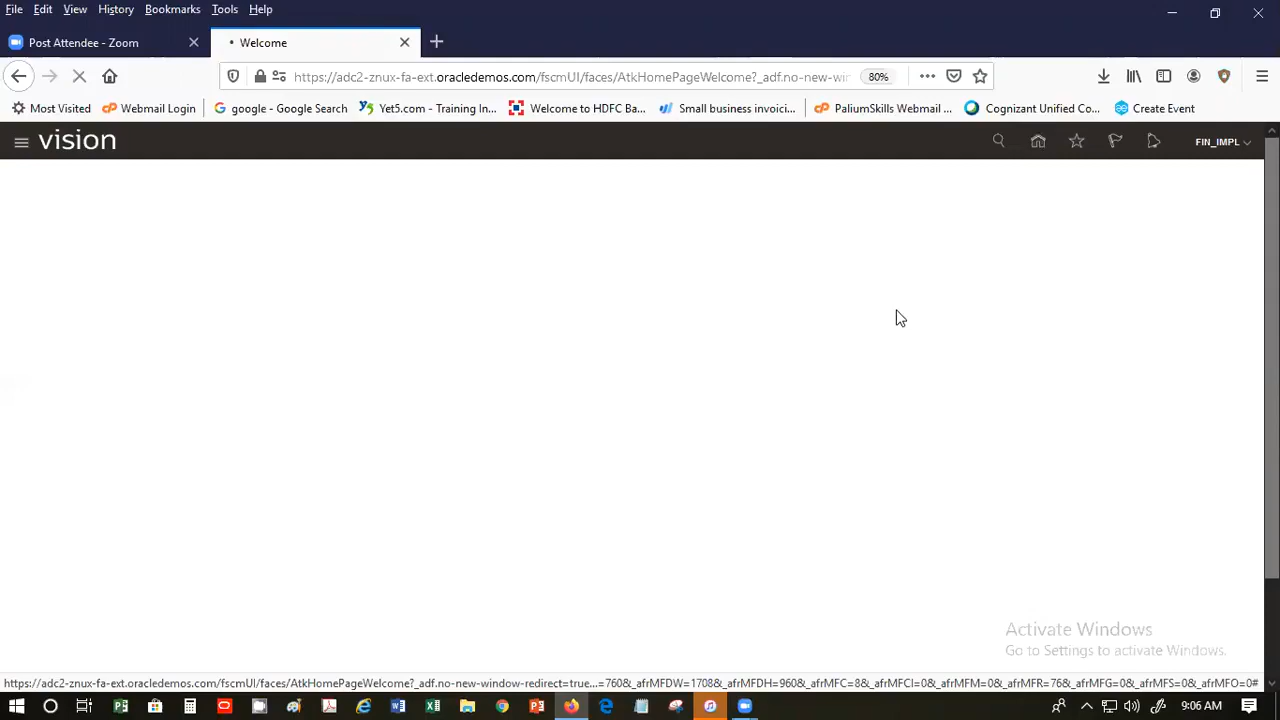 File Edit View History Bookmarks Tools Help
Post Attendee - Zoom
Welcome
https://adc2-znux-fa-ext.oracledemos.com/fscmUI/faces/AtkHomePageWelcome?_adf.no-new-wi
80%
Most Visited Webmail Login google - Google Search Yet5.com - Training In... Welcome to HDFC Ba... Small business invoici... PaliumSkills Webmail ... Cognizant Unified Co... Create Event
vision
FIN_IMPL
Activate Windows
Go to Settings to activate Windows.
https://adc2-znux-fa-ext.oracledemos.com/fscmUI/faces/AtkHomePageWelcome?_adf.no-new-window-redirect=true...=760&_afrMFDW=1708&_afrMFDH=960&_afrMFC=8&_afrMFCI=0&_afrMFM=0&_afrMFR=76&_afrMFG=0&_afrMFS=0&_afrMFO=0#
9:06 AM